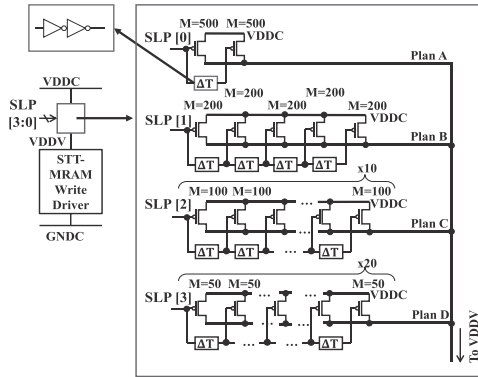 M=500 M=500
SLP [0] VDDC
Plan A
ΔT
M=200 M=200 M=200
M=200 M=200
VDDC
SLP [1]
Plan B
ΔT ΔT ΔT ΔT
x10
M=100 M=100 ... M=100
VDDC
SLP [2]
Plan C
ΔT ΔT ... ΔT
x20
M=50 M=50 ... ... M=50
VDDC
SLP [3]
... ... Plan D
ΔT ... ... ΔT
To VDDV
VDDC
SLP
[3:0]
VDDV
STT-
MRAM
Write
Driver
GNDC